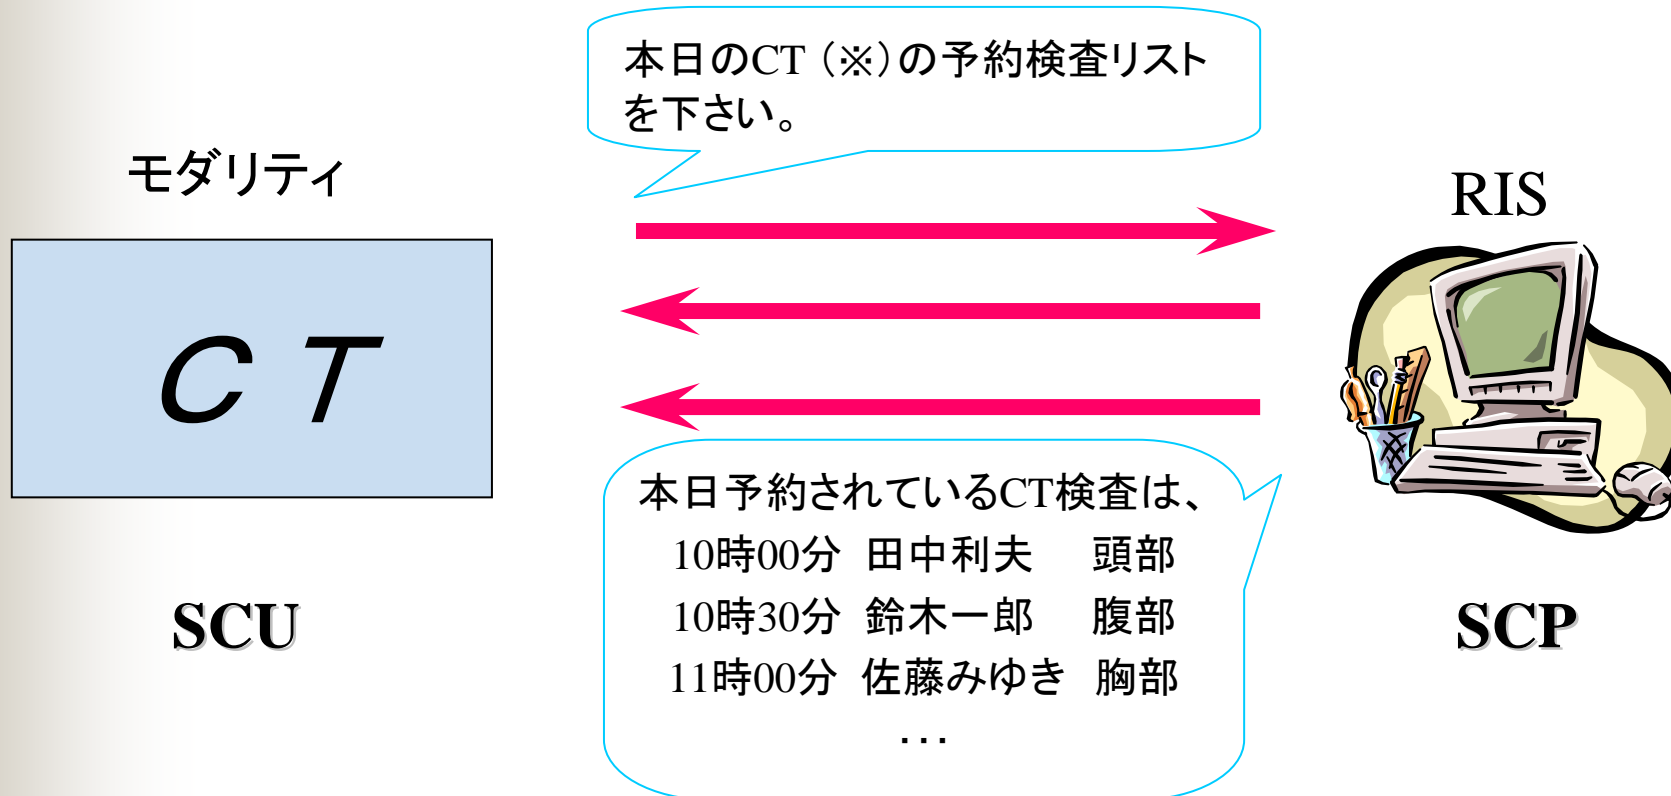 本日のCT（※）の予約検査リスト
を下さい。
モダリティ
RIS
CT
本日予約されているCT検査は、
10時00分 田中利夫 頭部
10時30分 鈴木一郎 腹部
11時00分 佐藤みゆき 胸部
・・・
SCU
SCP